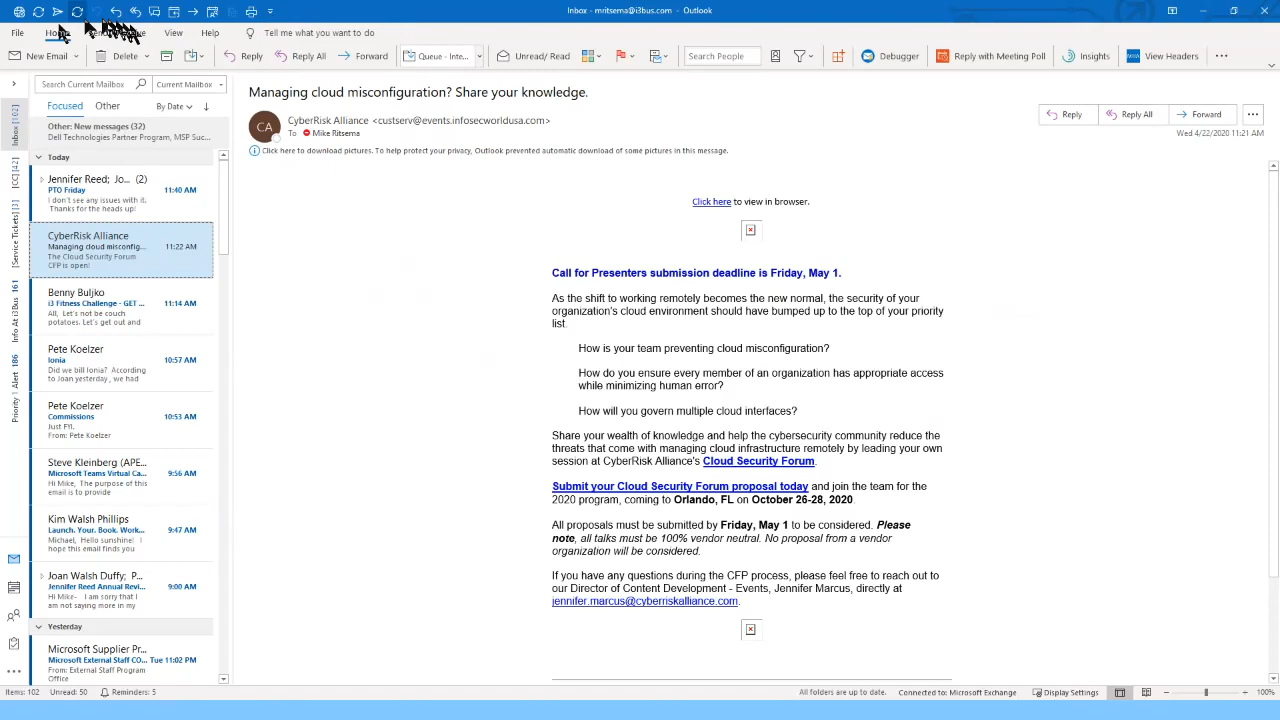 Inbox - mritsema@i3bus.com - Outlook
File
View
Help
Tell me what you want to do
New Email
Delete
Reply
Reply All
Forward
Queue - Inte...
Unread/ Read
Search People
Debugger
Reply with Meeting Poll
Insights
View Headers
Search Current Mailbox
Current Mailbox
Focused
Other
By Date
Other: New messages (32)
Dell Technologies Partner Program, MSP Suc...
Inbox [102]
[CC] [42]
[Service Tickets] [3]
Info At i3Bus 161
Priority 1 Alert 186
Today
Jennifer Reed; Jo... (2)
PTO Friday 11:40 AM
I don't see any issues with it.
Thanks for the heads up!
CyberRisk Alliance
Managing cloud misconfig... 11:22 AM
The Cloud Security Forum
CFP is open!
Benny Buljko
i3 Fitness Challenge - GET ... 11:14 AM
All, Let's not be couch
potatoes. Let's get out and
Pete Koelzer
Ionia 10:57 AM
Did we bill Ionia? According
to Joan yesterday , we had
Pete Koelzer
Commissions 10:53 AM
Just FYI.
From: Pete Koelzer
Steve Kleinberg (APE...
Microsoft Teams Virtual Ca... 9:56 AM
Hi Mike, The purpose of this
email is to provide
Kim Walsh Phillips
Launch. Your. Book. Work... 9:47 AM
Michael, Hello sunshine! I
hope this email finds you
Joan Walsh Duffy; P...
Jennifer Reed Annual Revi... 9:00 AM
Hi Mike- I am sorry that I
am not saying more in my
Yesterday
Microsoft Supplier Pr...
Microsoft External Staff CO... Tue 11:02 PM
From: External Staff Program
Office
Managing cloud misconfiguration? Share your knowledge.
CA
CyberRisk Alliance <custserv@events.infosecworldusa.com>
To Mike Ritsema
Reply
Reply All
Forward
Wed 4/22/2020 11:21 AM
Click here to download pictures. To help protect your privacy, Outlook prevented automatic download of some pictures in this message.
Click here to view in browser.
Call for Presenters submission deadline is Friday, May 1.
As the shift to working remotely becomes the new normal, the security of your
organization's cloud environment should have bumped up to the top of your priority
list.
How is your team preventing cloud misconfiguration?
How do you ensure every member of an organization has appropriate access
while minimizing human error?
How will you govern multiple cloud interfaces?
Share your wealth of knowledge and help the cybersecurity community reduce the
threats that come with managing cloud infrastructure remotely by leading your own
session at CyberRisk Alliance's Cloud Security Forum.
Submit your Cloud Security Forum proposal today and join the team for the
2020 program, coming to Orlando, FL on October 26-28, 2020.
All proposals must be submitted by Friday, May 1 to be considered. Please
note, all talks must be 100% vendor neutral. No proposal from a vendor
organization will be considered.
If you have any questions during the CFP process, please feel free to reach out to
our Director of Content Development - Events, Jennifer Marcus, directly at
jennifer.marcus@cyberriskalliance.com.
Items: 102 Unread: 50 Reminders: 5
All folders are up to date. Connected to: Microsoft Exchange Display Settings 100%